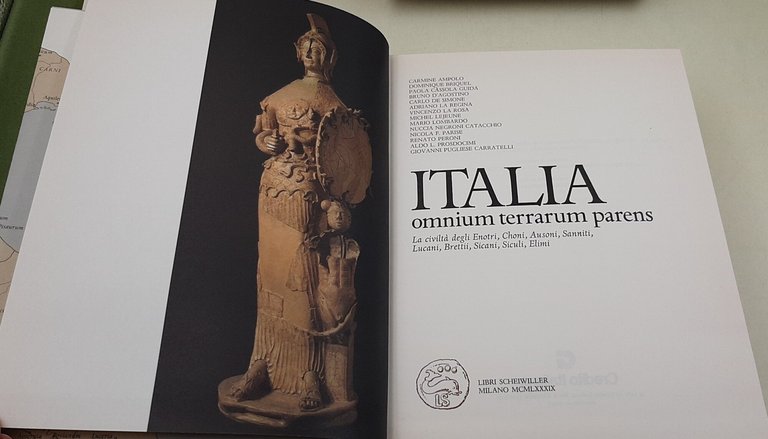 CARNI
CARMINE AMPOLO
DOMINIQUE BRIQUEL
PAOLA CÀSSOLA GUIDA
BRUNO D'AGOSTINO
CARLO DE SIMONE
ADRIANO LA REGINA
VINCENZO LA ROSA
MICHEL LEJEUNE
MARIO LOMBARDO
NUCCIA NEGRONI CATACCHIO
NICOLA F. PARISE
RENATO PERONI
ALDO L. PROSDOCIMI
GIOVANNI PUGLIESE CARRATELLI
ITALIA
omnium terrarum parens
La civiltà degli Enotri, Choni, Ausoni, Sanniti,
Lucani, Brettii, Sicani, Siculi, Elimi
I S
LIBRI SCHEIWILLER
MILANO MCMLXXXIX